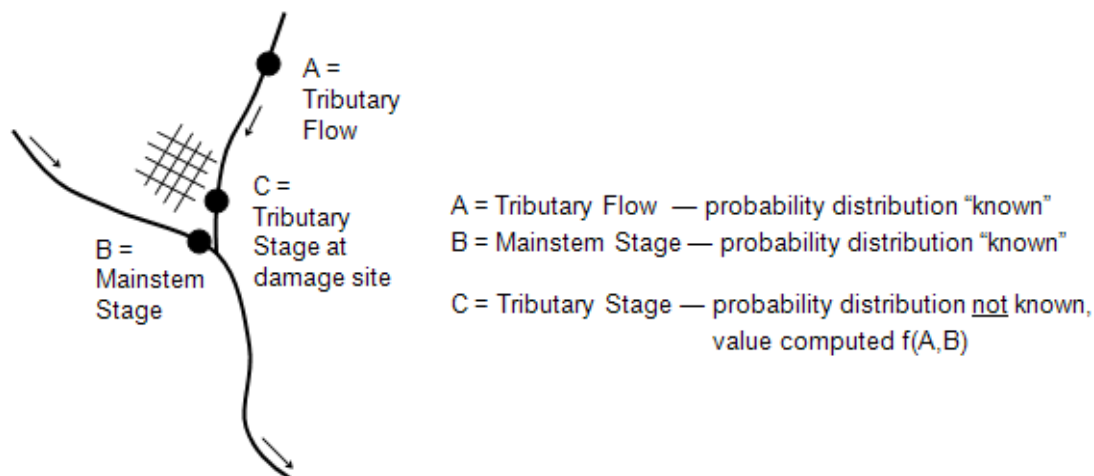 A =
Tributary
Flow
C =
Tributary
Stage at
damage site
B =
Mainstem
Stage
A = Tributary Flow — probability distribution “known”
B = Mainstem Stage — probability distribution “known”
C = Tributary Stage — probability distribution not known,
value computed f(A,B)